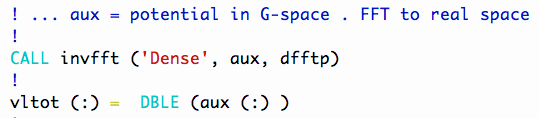 ! ... aux = potential in G-space . FFT to real space
!
CALL invfft ('Dense', aux, dfftp)
!
vltot (:) =  DBLE (aux (:) )